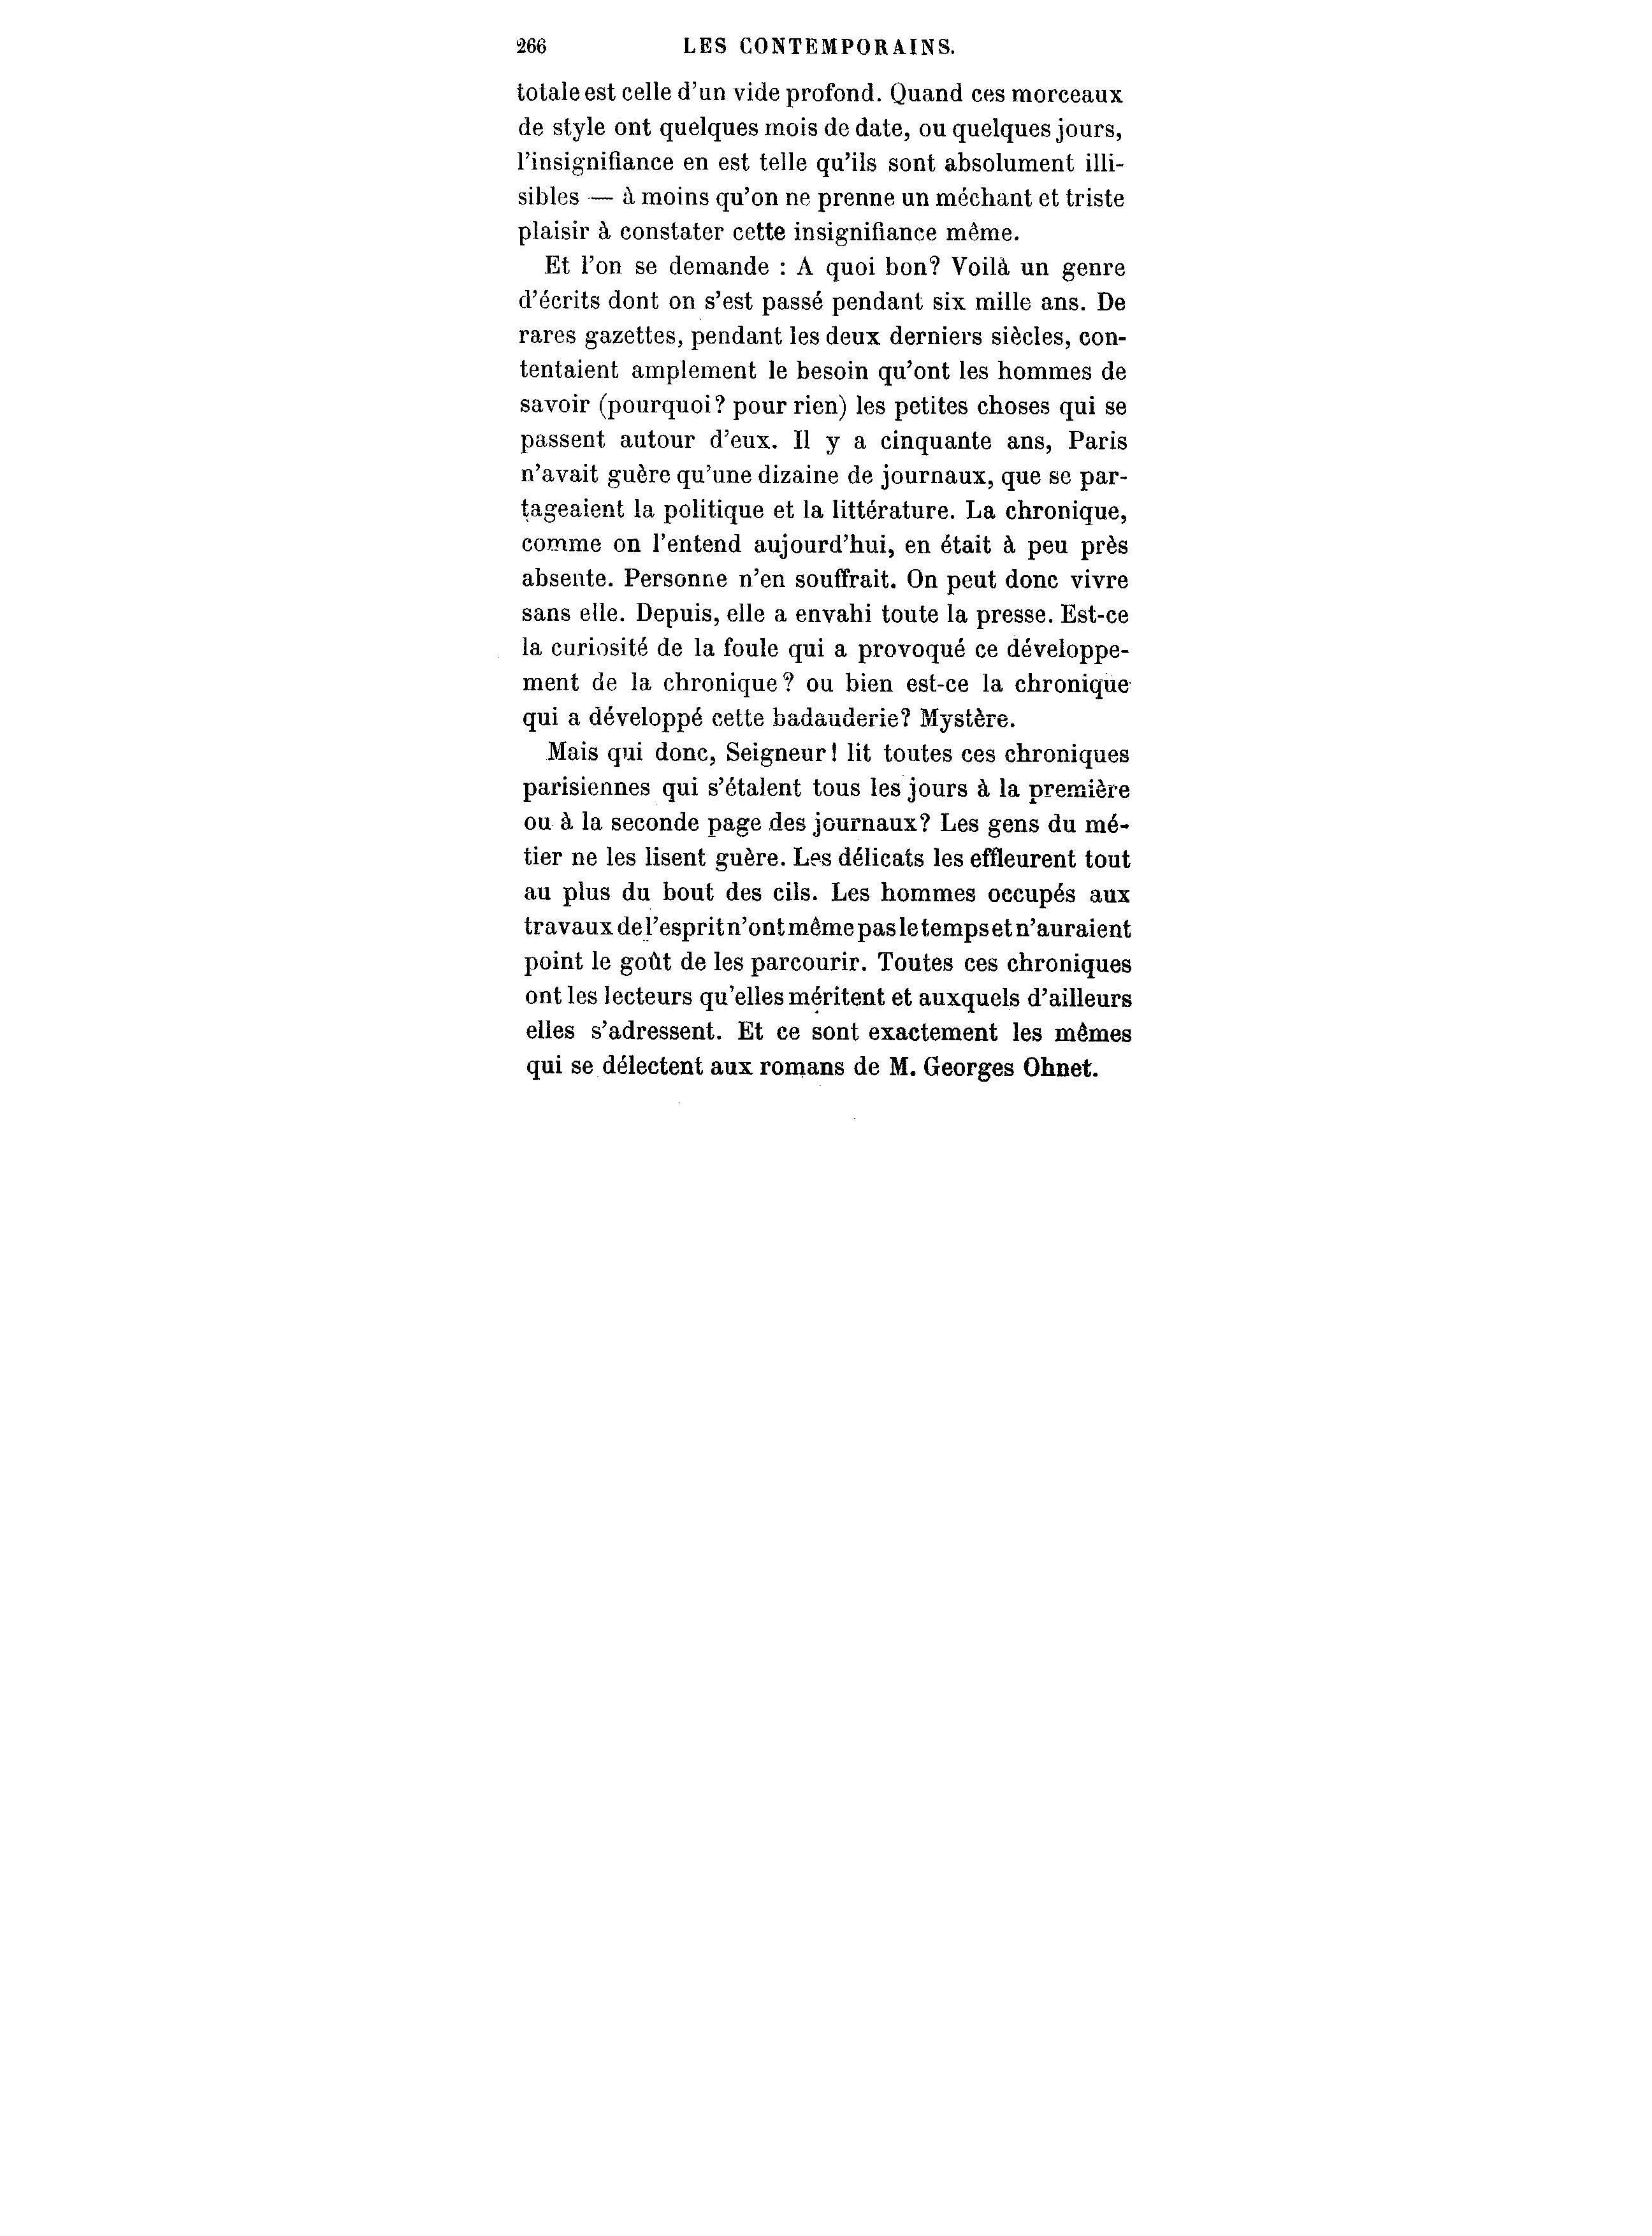 266 LES CONTEMPORAINS.
totale est celle d'un vide profond. Quand ces morceaux
de style ont quelques mois de date, ou quelques jours,
l'insignifiance en est telle qu'ils sont absolument illi-
sibles — à moins qu'on ne prenne un méchant et triste
plaisir à constater cette insignifiance même.
Et l'on se demande : A quoi bon? Voilà un genre
d'écrits dont on s'est passé pendant six mille ans. De
rares gazettes, pendant les deux derniers siècles, con-
tentaient amplement le besoin qu'ont les hommes de
savoir (pourquoi? pour rien) les petites choses qui se
passent autour d'eux. Il y a cinquante ans, Paris
n'avait guère qu'une dizaine de journaux, que se par-
tageaient la politique et la littérature. La chronique,
comme on l'entend aujourd'hui, en était à peu près
absente. Personne n'en souffrait. On peut donc vivre
sans elle. Depuis, elle a envahi toute la presse. Est-ce
la curiosité de la foule qui a provoqué ce développe-
ment de la chronique? ou bien est-ce la chronique
qui a développé cette badauderie? Mystère.
Mais qui donc, Seigneur! lit toutes ces chroniques
parisiennes qui s'étalent tous les jours à la première
ou à la seconde page des journaux? Les gens du mé-
tier ne les lisent guère. Les délicats les effleurent tout
au plus du bout des cils. Les hommes occupés aux
travaux de l'esprit n'ont même pas le temps et n'auraient
point le goût de les parcourir. Toutes ces chroniques
ont les lecteurs qu'elles méritent et auxquels d'ailleurs
elles s'adressent. Et ce sont exactement les mêmes
qui se délectent aux romans de M. Georges Ohnet.